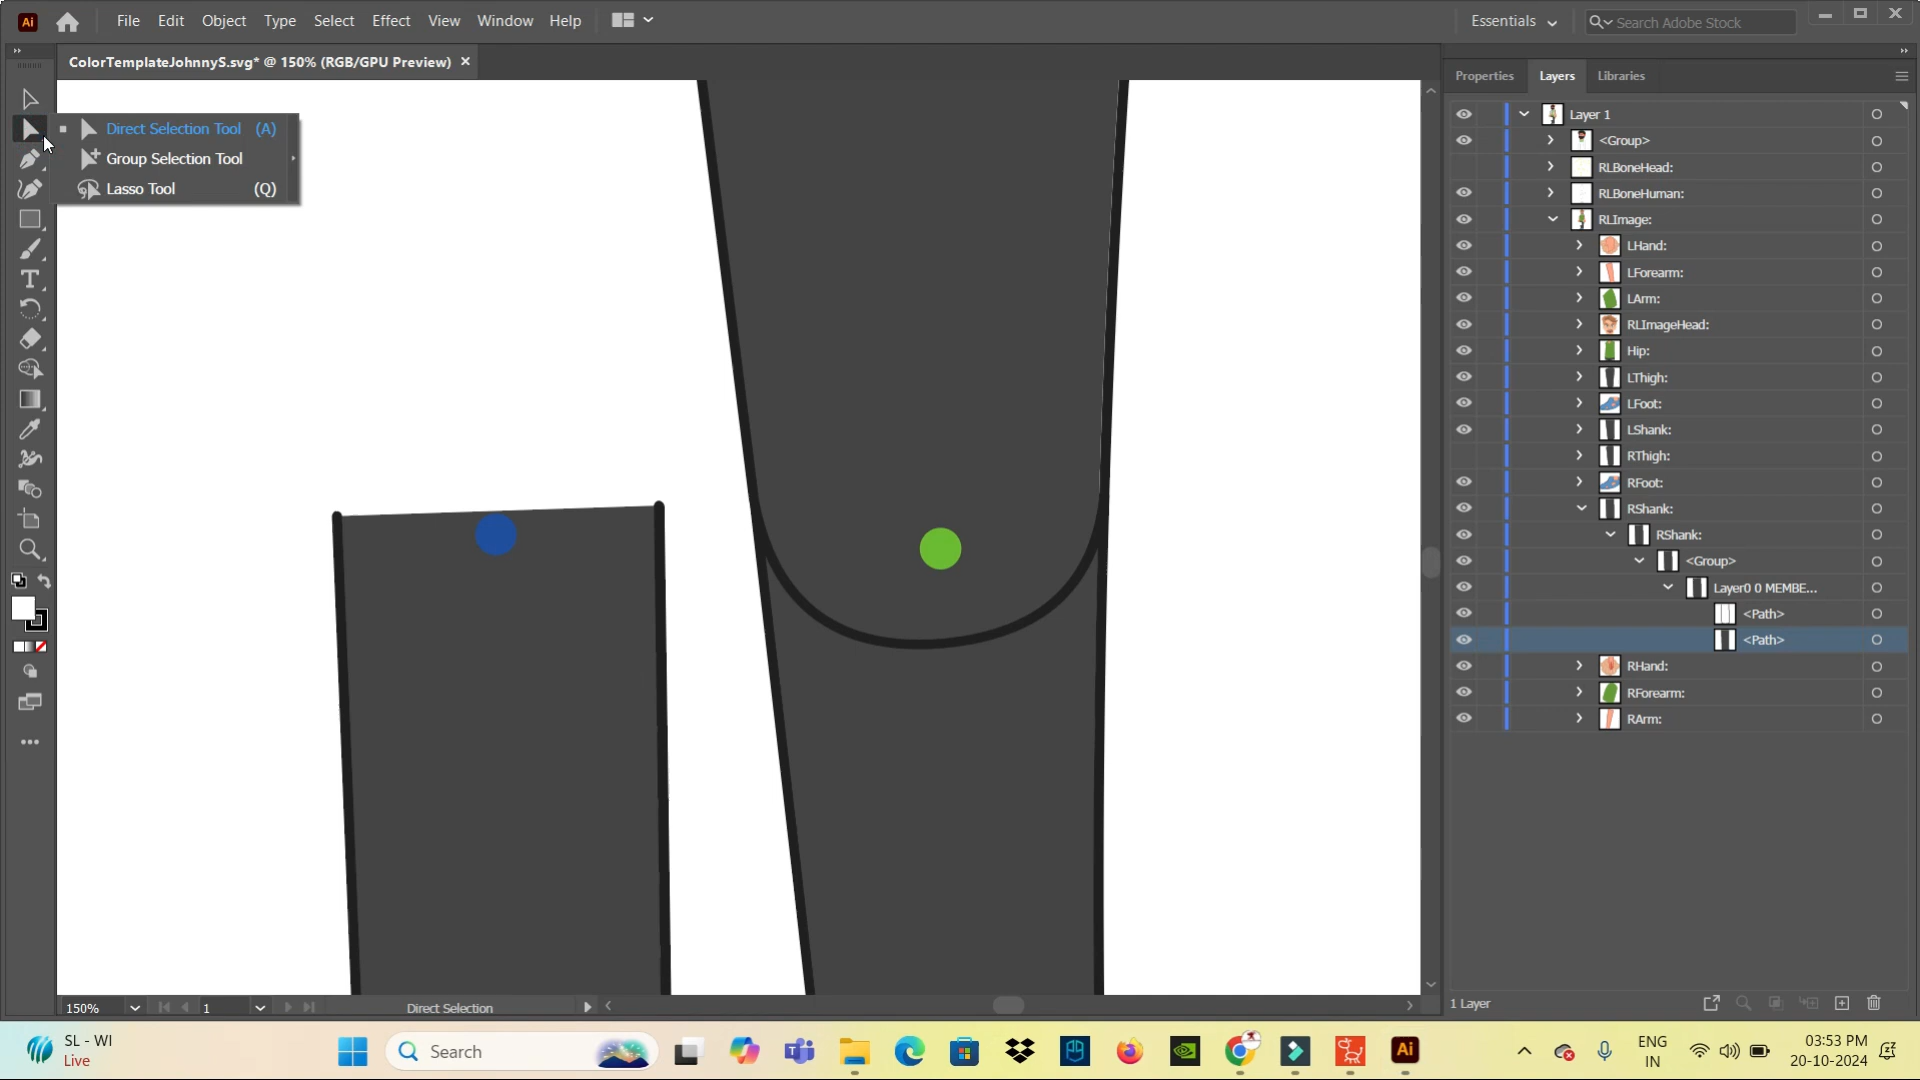 Ai File Edit Object Type Select Effect View Window Help Essentials Search Adobe Stock
ColorTemplateJohnnyS.svg* @ 150% (RGB/GPU Preview) ×
Direct Selection Tool (A)
Group Selection Tool
Lasso Tool (Q)
Properties Layers Libraries
Layer 1
<Group>
RLBoneHead:
RLBoneHuman:
RLImage:
LHand:
LForearm:
LArm:
RLImageHead:
Hip:
LThigh:
LFoot:
LShank:
RThigh:
RFoot:
RShank:
RShank:
<Group>
Layer0 0 MEMBE...
<Path>
<Path>
RHand:
RForearm:
RArm:
150% 1 Direct Selection
1 Layer
SL - WI
Live
Search
Ai
ENG
IN
03:53 PM
20-10-2024